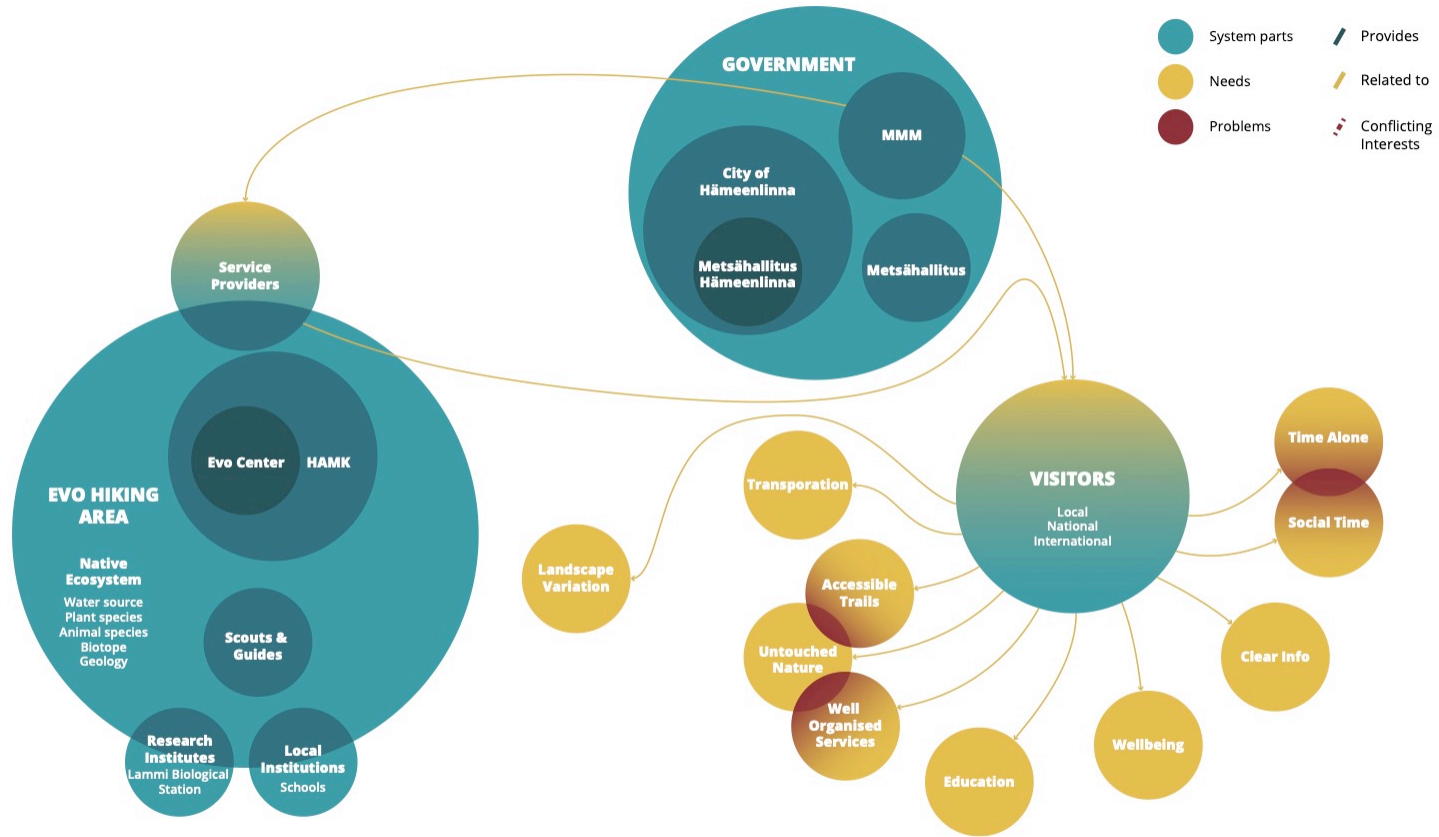 GOVERNMENT
MMM
City of
Hämeenlinna
Metsähallitus
Hämeenlinna
Metsähallitus
System parts
Needs
Problems
Provides
Related to
Conflicting
Interests
Service
Providers
Evo Center
HAMK
EVO HIKING
AREA
Native
Ecosystem
Water source
Plant species
Animal species
Biotope
Geology
Scouts &
Guides
Research
Institutes
Lammi Biological
Station
Local
Institutions
Schools
VISITORS
Local
National
International
Landscape
Variation
Transporation
Accessible
Trails
Untouched
Nature
Well
Organised
Services
Education
Wellbeing
Clear Info
Time Alone
Social Time